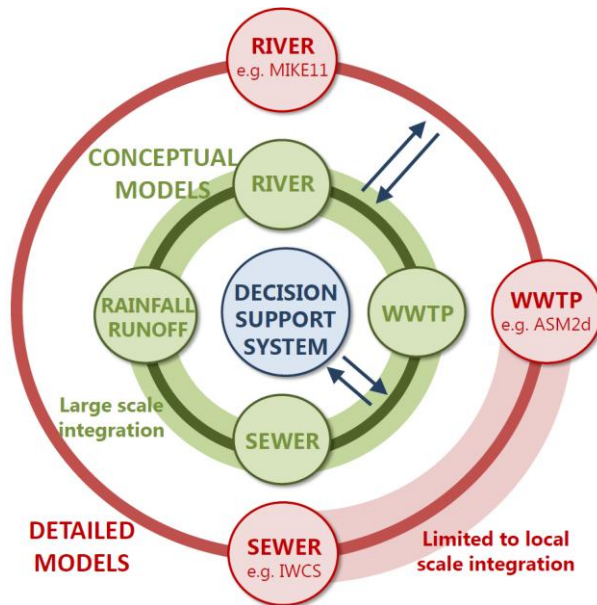 RIVER
e.g. MIKE11
CONCEPTUAL
MODELS
RIVER
RAINFALL
RUNOFF
DECISION
SUPPORT
SYSTEM
WWTP
WWTP
e.g. ASM2d
Large scale
integration
SEWER
DETAILED
MODELS
SEWER
e.g. IWCS
Limited to local
scale integration